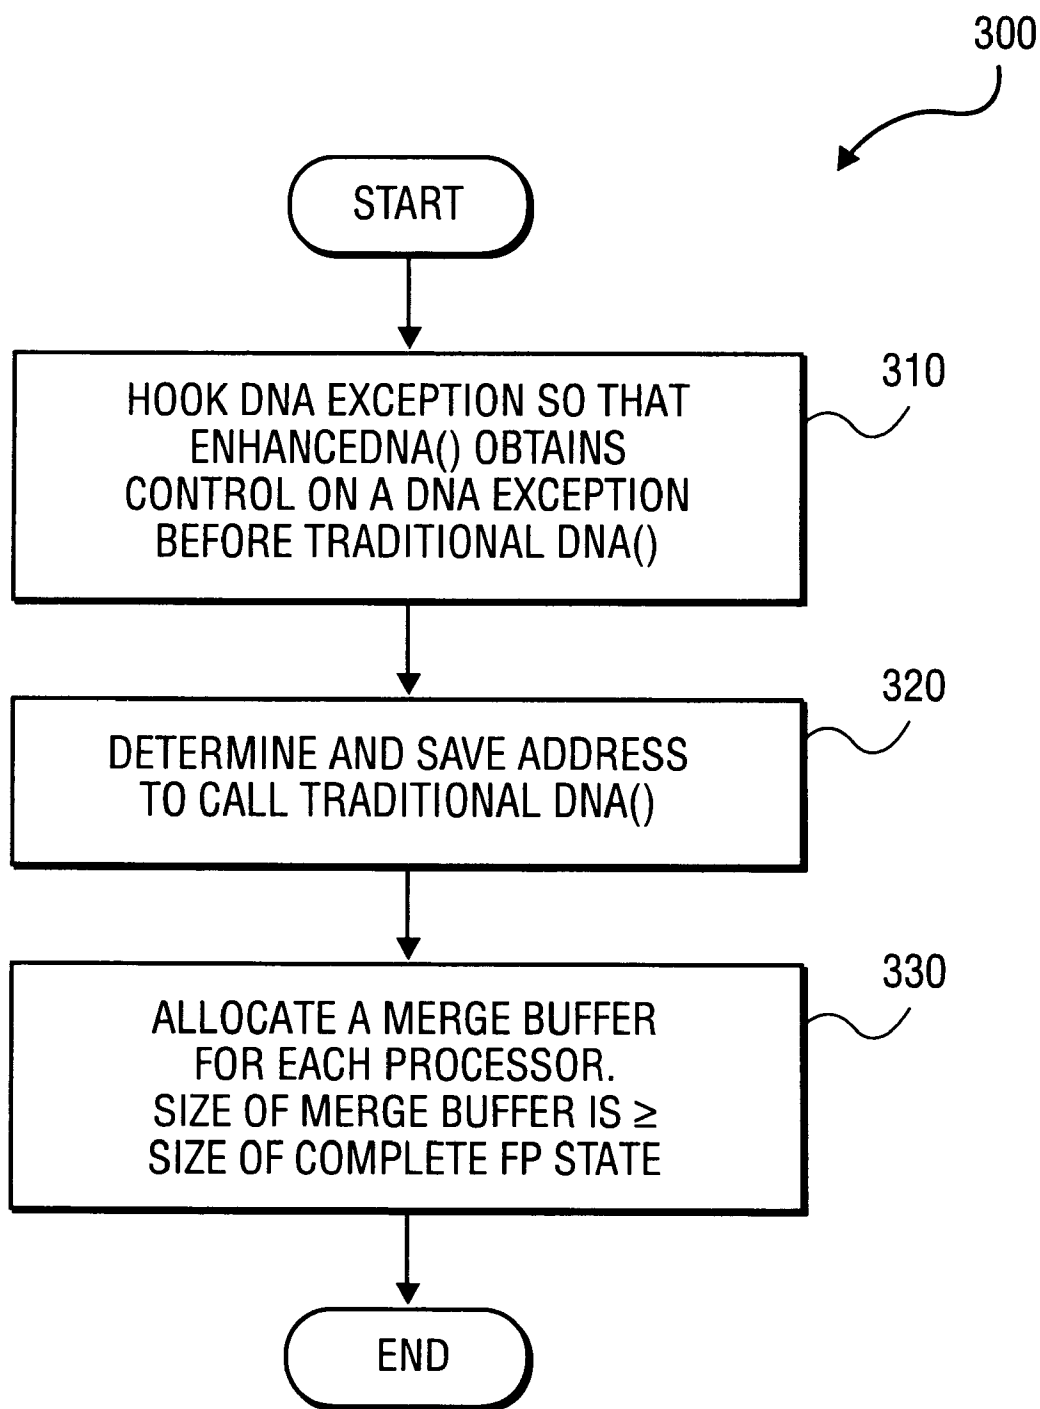 300
START
310
HOOK DNA EXCEPTION SO THAT
ENHANCEDNA() OBTAINS
CONTROL ON A DNA EXCEPTION
BEFORE TRADITIONAL DNA()
320
DETERMINE AND SAVE ADDRESS
TO CALL TRADITIONAL DNA()
330
ALLOCATE A MERGE BUFFER
FOR EACH PROCESSOR.
SIZE OF MERGE BUFFER IS ≥
SIZE OF COMPLETE FP STATE
END